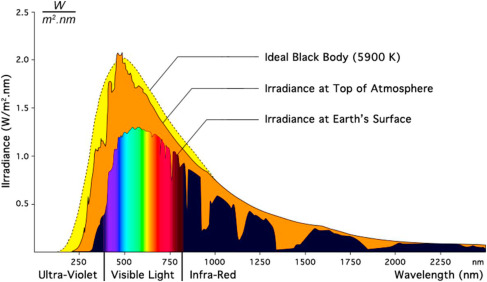 W
m².nm
Ideal Black Body (5900 K)
Irradiance at Top of Atmosphere
Irradiance at Earth's Surface
IIrradiance (W/m².nm)
2.5
2.0
1.5
1.0
0.5
250
500
750
1000
1250
1500
1750
2000
2250
nm
Ultra-Violet
Visible Light
Infra-Red
Wavelength (nm)